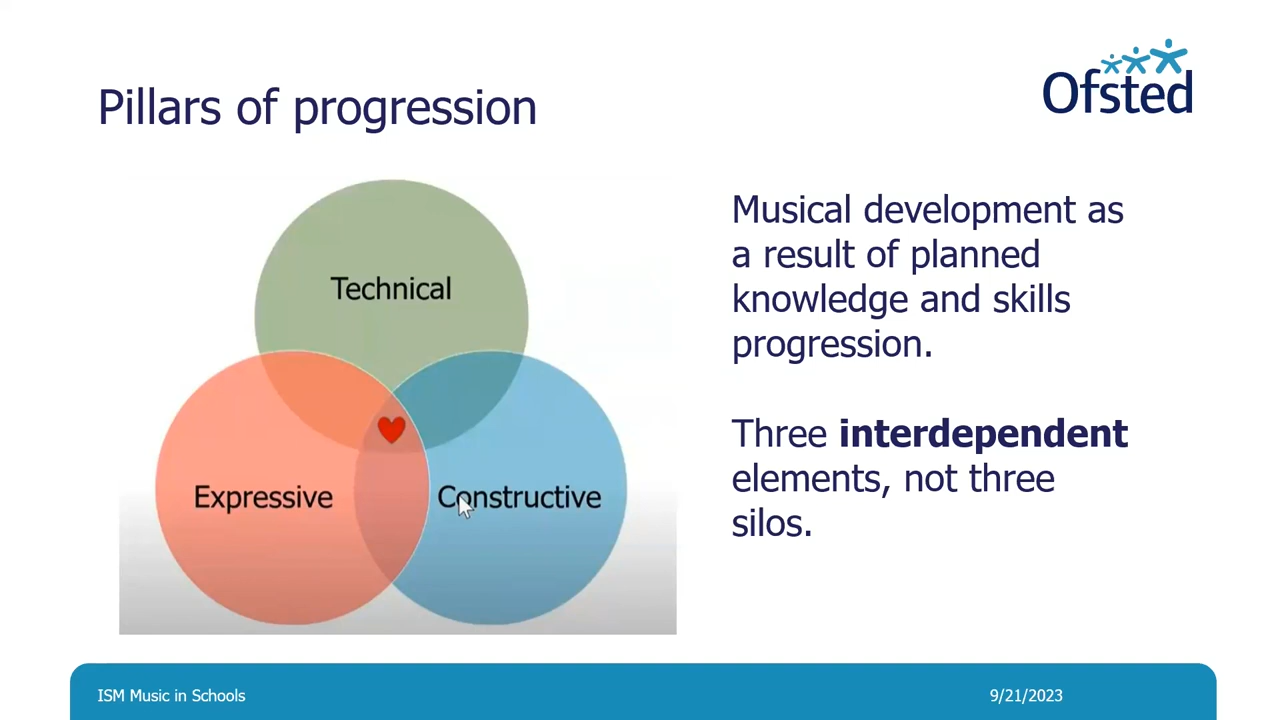 Pillars of progression
Ofsted
Technical
Expressive
Constructive
Musical development as
a result of planned
knowledge and skills
progression.
Three interdependent
elements, not three
silos.
ISM Music in Schools
9/21/2023